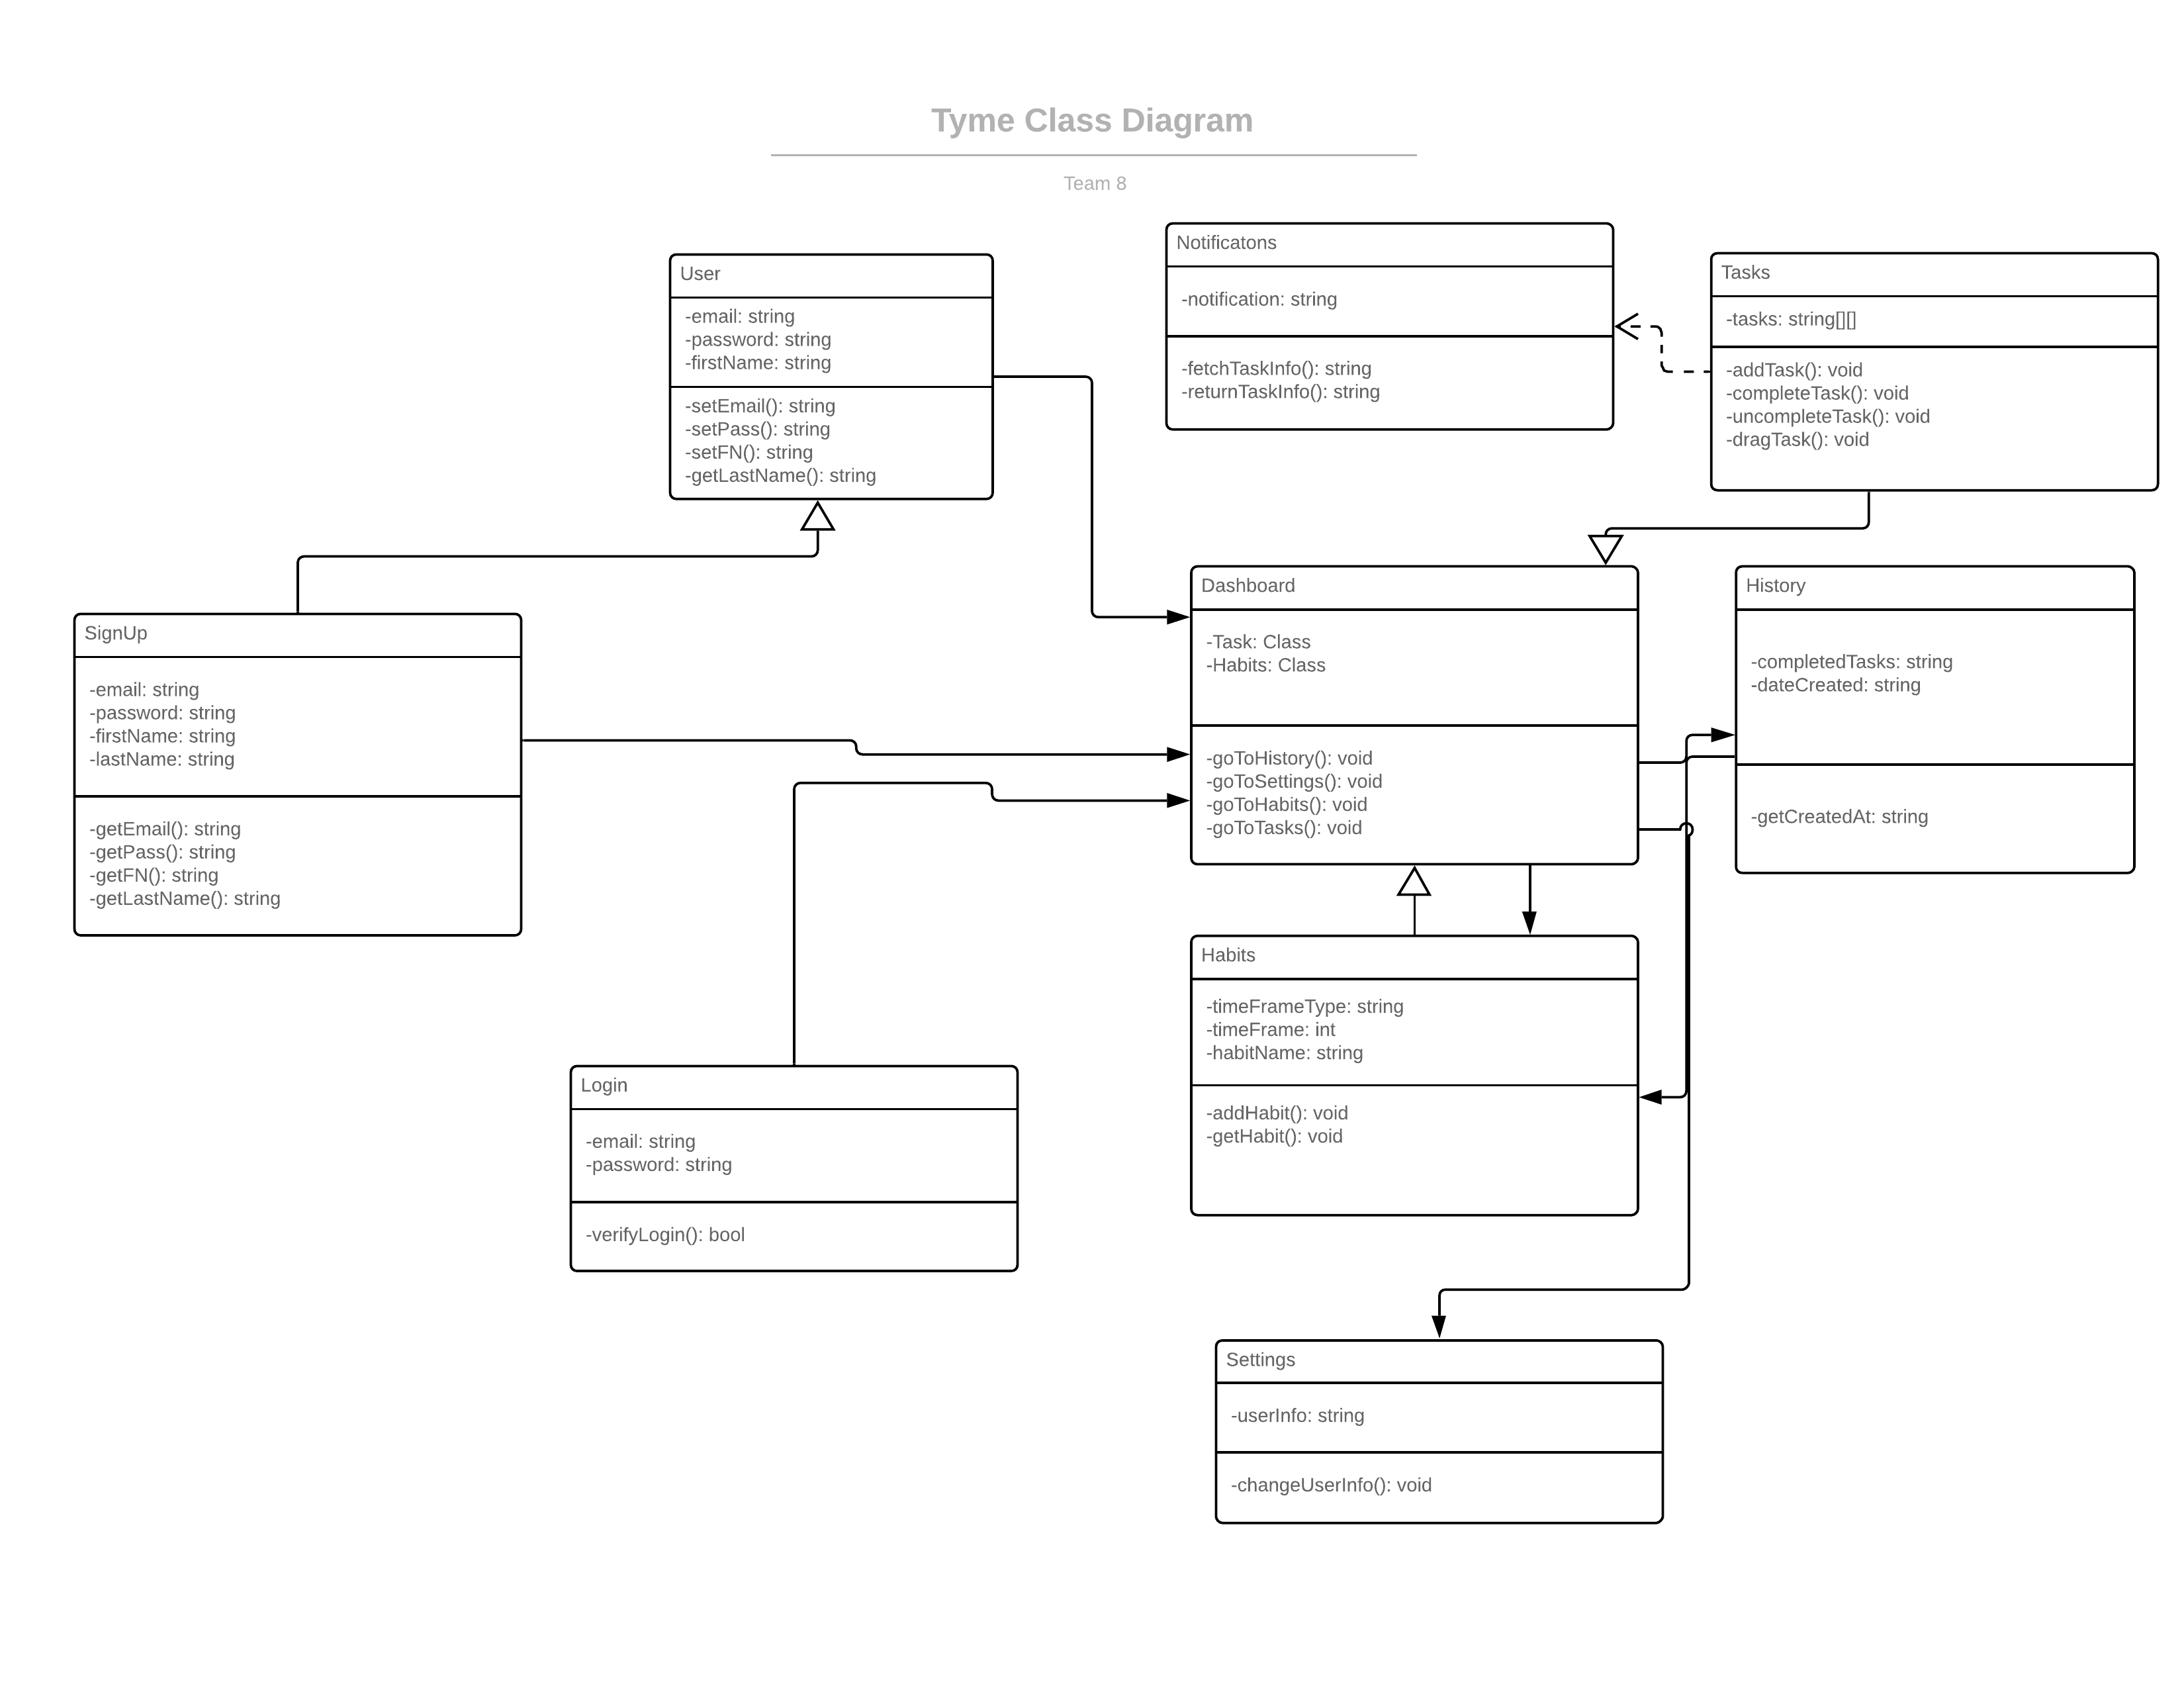 Tyme Class Diagram
Team 8
User
-email: string
-password: string
-firstName: string
-setEmail(): string
-setPass(): string
-setFN(): string
-getLastName(): string
Notificatons
-notification: string
-fetchTaskInfo(): string
-returnTaskInfo(): string
Tasks
-tasks: string[][]
-addTask(): void
-completeTask(): void
-uncompleteTask(): void
-dragTask(): void
SignUp
-email: string
-password: string
-firstName: string
-lastName: string
-getEmail(): string
-getPass(): string
-getFN(): string
-getLastName(): string
Dashboard
-Task: Class
-Habits: Class
-goToHistory(): void
-goToSettings(): void
-goToHabits(): void
-goToTasks(): void
History
-completedTasks: string
-dateCreated: string
-getCreatedAt: string
Login
-email: string
-password: string
-verifyLogin(): bool
Habits
-timeFrameType: string
-timeFrame: int
-habitName: string
-addHabit(): void
-getHabit(): void
Settings
-userInfo: string
-changeUserInfo(): void